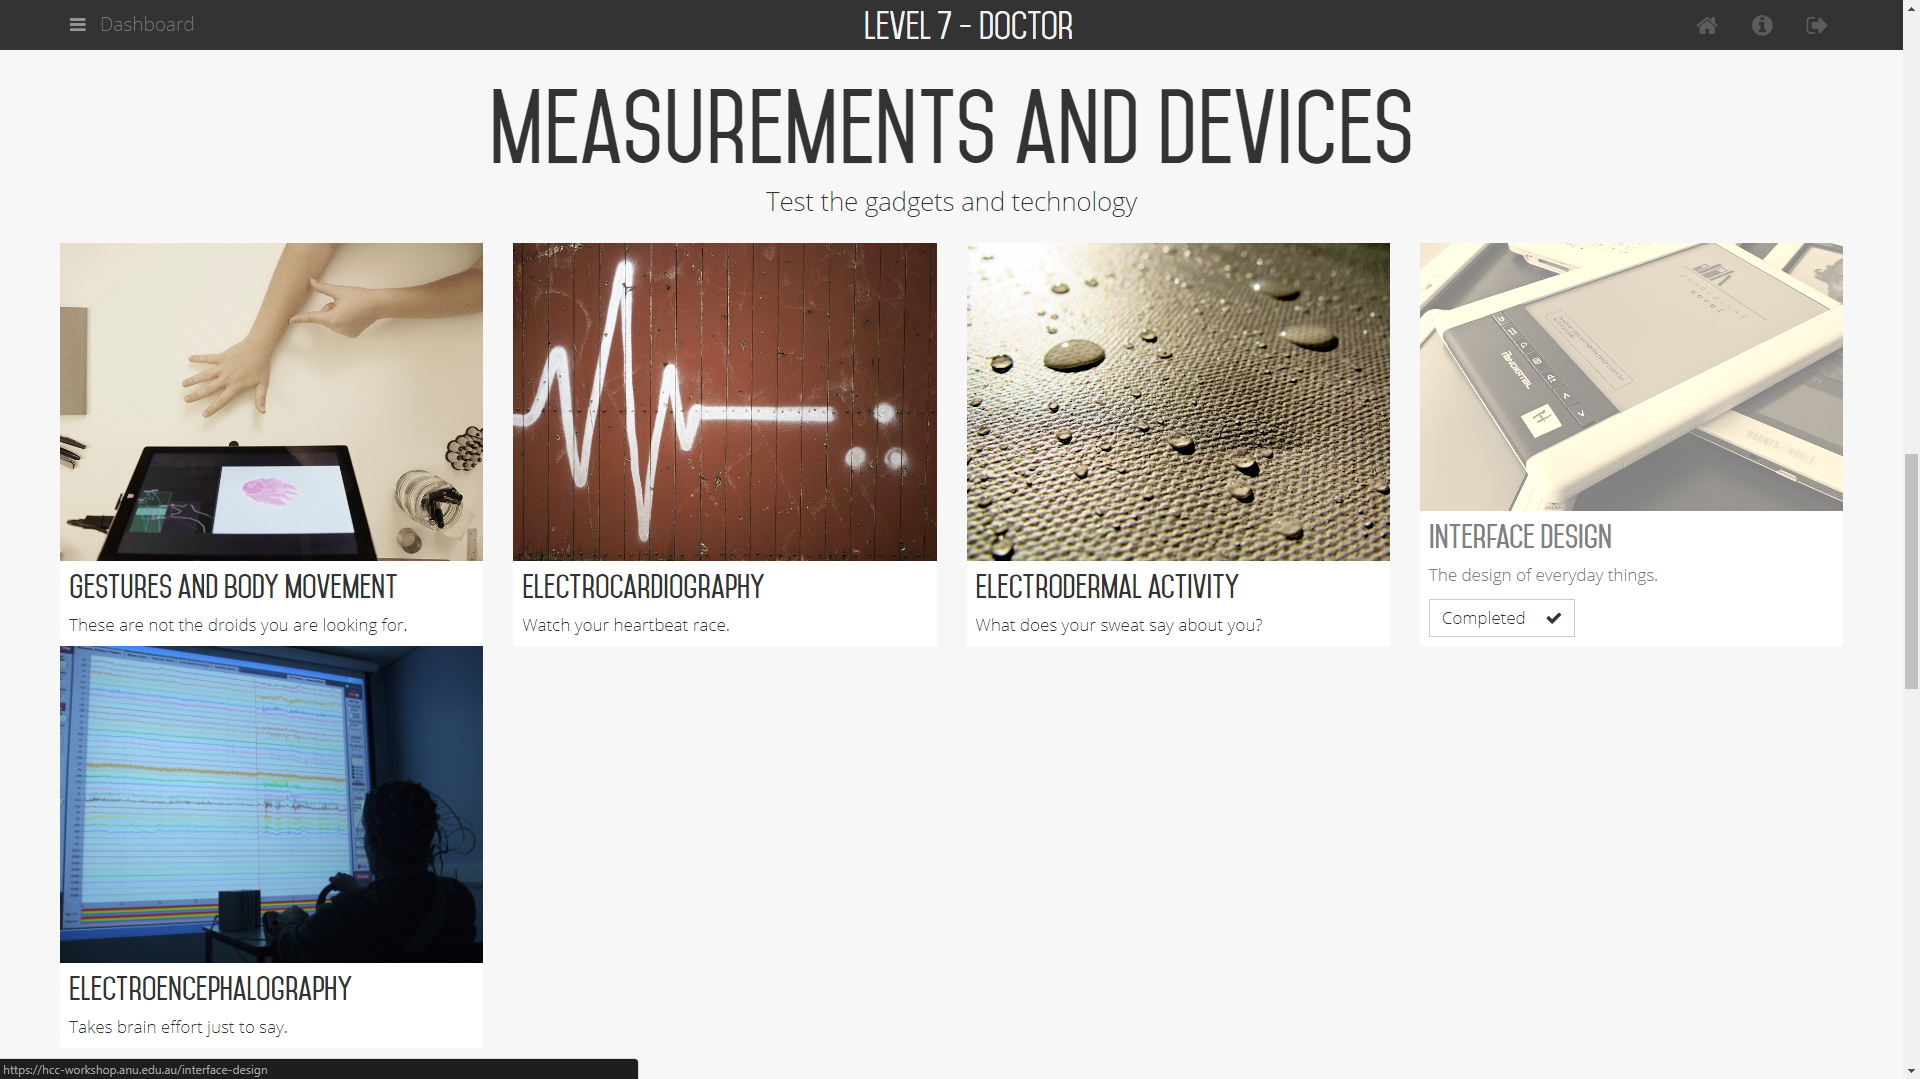 Dashboard
LEVEL 7 - DOCTOR
MEASUREMENTS AND DEVICES
Test the gadgets and technology
GESTURES AND BODY MOVEMENT
These are not the droids you are looking for.
ELECTROCARDIOGRAPHY
Watch your heartbeat race.
ELECTRODERMAL ACTIVITY
What does your sweat say about you?
BARNES & NOBLE
INTERFACE DESIGN
The design of everyday things.
Completed
ELECTROENCEPHALOGRAPHY
Takes brain effort just to say.
https://hcc-workshop.anu.edu.au/interface-design